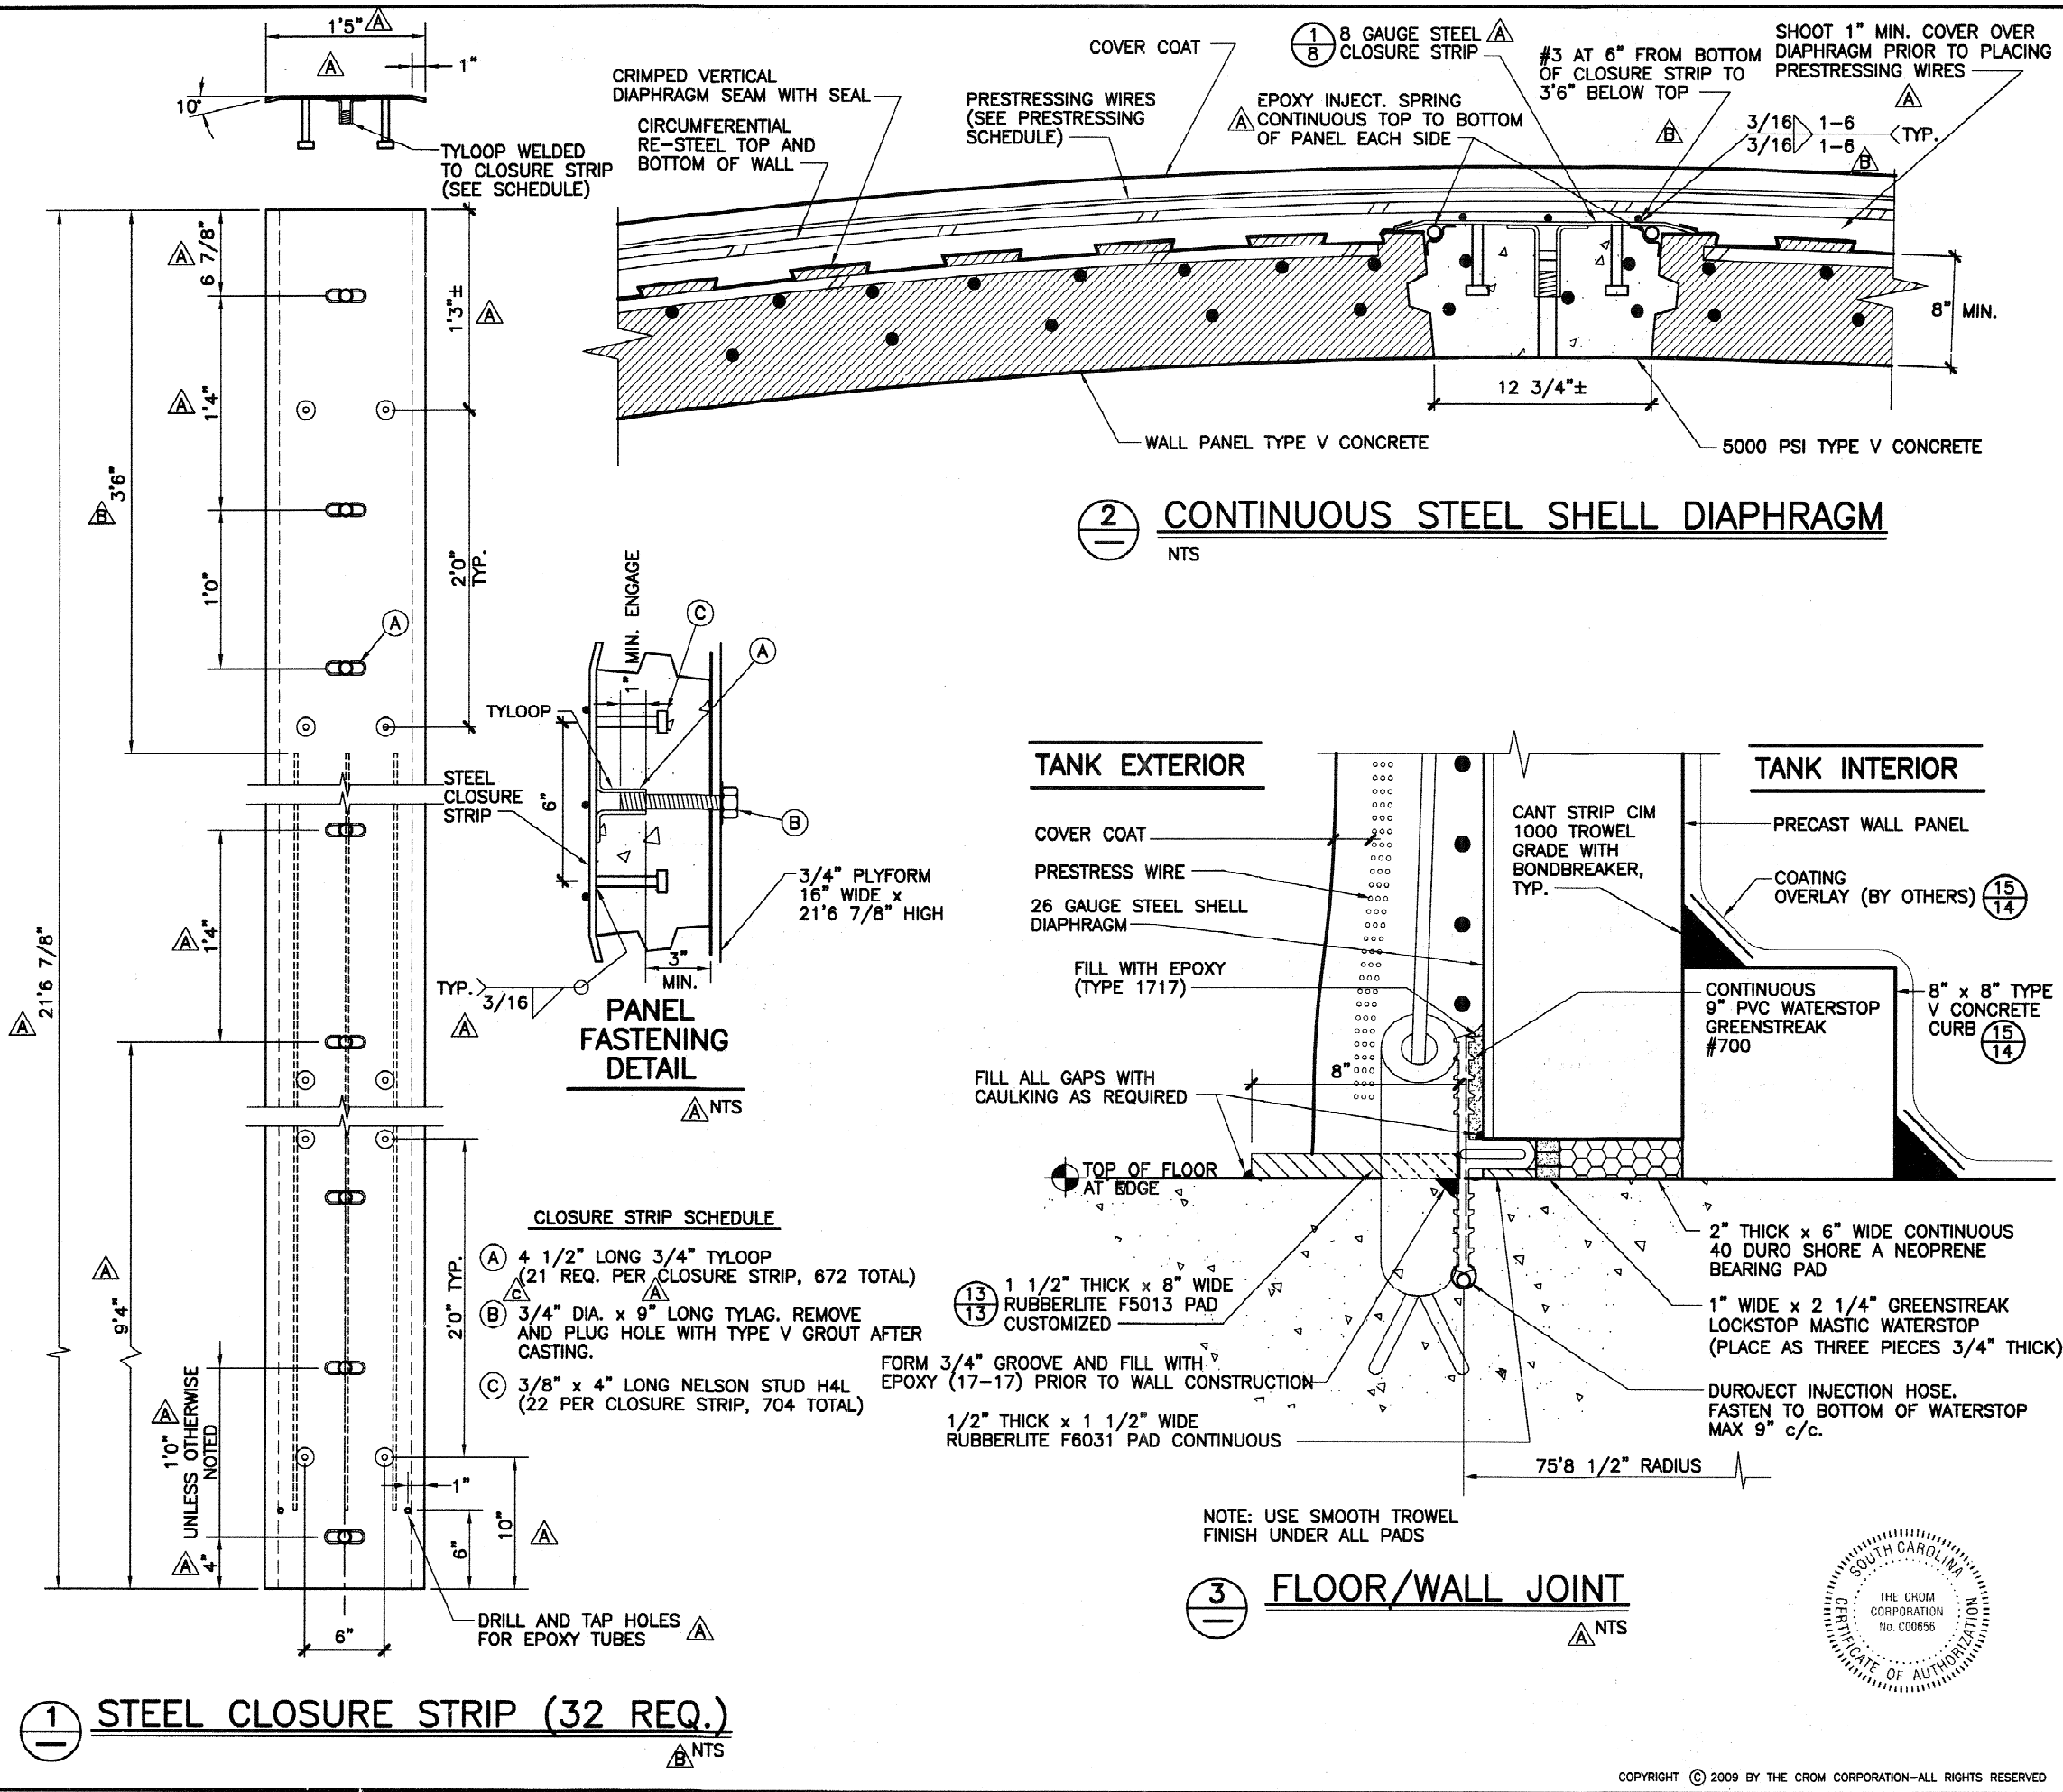 1'5" A
A
1"
10°
TYLOOP WELDED
TO CLOSURE STRIP
(SEE SCHEDULE)
A 6 7/8"
1'3"± A
A 1'4"
B 3'6"
1'0"
2'0"
TYP.
A
A 1'4"
A 21'6 7/8"
A 9'4"
2'0" TYP.
A 1'0"
UNLESS OTHERWISE
NOTED
A 4"
1"
6"
10" A
6"
DRILL AND TAP HOLES
FOR EPOXY TUBES A
1
STEEL CLOSURE STRIP (32 REQ.)
B NTS
1" MIN. ENGAGE
C
A
TYLOOP
STEEL
CLOSURE
STRIP
6"
B
3/4" PLYFORM
16" WIDE x
21'6 7/8" HIGH
3"
MIN.
TYP. 3/16
A
PANEL
FASTENING
DETAIL
A NTS
CLOSURE STRIP SCHEDULE
A 4 1/2" LONG 3/4" TYLOOP
(21 REQ. PER CLOSURE STRIP, 672 TOTAL)
C A
B 3/4" DIA. x 9" LONG TYLAG. REMOVE
AND PLUG HOLE WITH TYPE V GROUT AFTER
CASTING.
C 3/8" x 4" LONG NELSON STUD H4L
(22 PER CLOSURE STRIP, 704 TOTAL)
CRIMPED VERTICAL
DIAPHRAGM SEAM WITH SEAL
CIRCUMFERENTIAL
RE-STEEL TOP AND
BOTTOM OF WALL
COVER COAT
PRESTRESSING WIRES
(SEE PRESTRESSING
SCHEDULE)
1
8
8 GAUGE STEEL A
CLOSURE STRIP
EPOXY INJECT. SPRING
A CONTINUOUS TOP TO BOTTOM
OF PANEL EACH SIDE
#3 AT 6" FROM BOTTOM
OF CLOSURE STRIP TO
3'6" BELOW TOP
B
SHOOT 1" MIN. COVER OVER
DIAPHRAGM PRIOR TO PLACING
PRESTRESSING WIRES
A
3/16 1-6
3/16 1-6
TYP.
B
8" MIN.
12 3/4"±
WALL PANEL TYPE V CONCRETE
5000 PSI TYPE V CONCRETE
2
CONTINUOUS STEEL SHELL DIAPHRAGM
NTS
TANK EXTERIOR
TANK INTERIOR
COVER COAT
PRESTRESS WIRE
26 GAUGE STEEL SHELL
DIAPHRAGM
FILL WITH EPOXY
(TYPE 1717)
FILL ALL GAPS WITH
CAULKING AS REQUIRED
8"
TOP OF FLOOR
AT EDGE
CANT STRIP CIM
1000 TROWEL
GRADE WITH
BONDBREAKER,
TYP.
PRECAST WALL PANEL
COATING
OVERLAY (BY OTHERS) 15
14
CONTINUOUS
9" PVC WATERSTOP
GREENSTREAK
#700
8" x 8" TYPE
V CONCRETE
CURB 15
14
13
13
1 1/2" THICK x 8" WIDE
RUBBERLITE F5013 PAD
CUSTOMIZED
FORM 3/4" GROOVE AND FILL WITH
EPOXY (17-17) PRIOR TO WALL CONSTRUCTION
1/2" THICK x 1 1/2" WIDE
RUBBERLITE F6031 PAD CONTINUOUS
2" THICK x 6" WIDE CONTINUOUS
40 DURO SHORE A NEOPRENE
BEARING PAD
1" WIDE x 2 1/4" GREENSTREAK
LOCKSTOP MASTIC WATERSTOP
(PLACE AS THREE PIECES 3/4" THICK)
DUROJECT INJECTION HOSE.
FASTEN TO BOTTOM OF WATERSTOP
MAX 9" c/c.
75'8 1/2" RADIUS
NOTE: USE SMOOTH TROWEL
FINISH UNDER ALL PADS
3
FLOOR/WALL JOINT
A NTS
SOUTH CAROLINA
THE CROM
CORPORATION
No. C00656
CERTIFICATE OF AUTHORIZATION
COPYRIGHT © 2009 BY THE CROM CORPORATION-ALL RIGHTS RESERVED